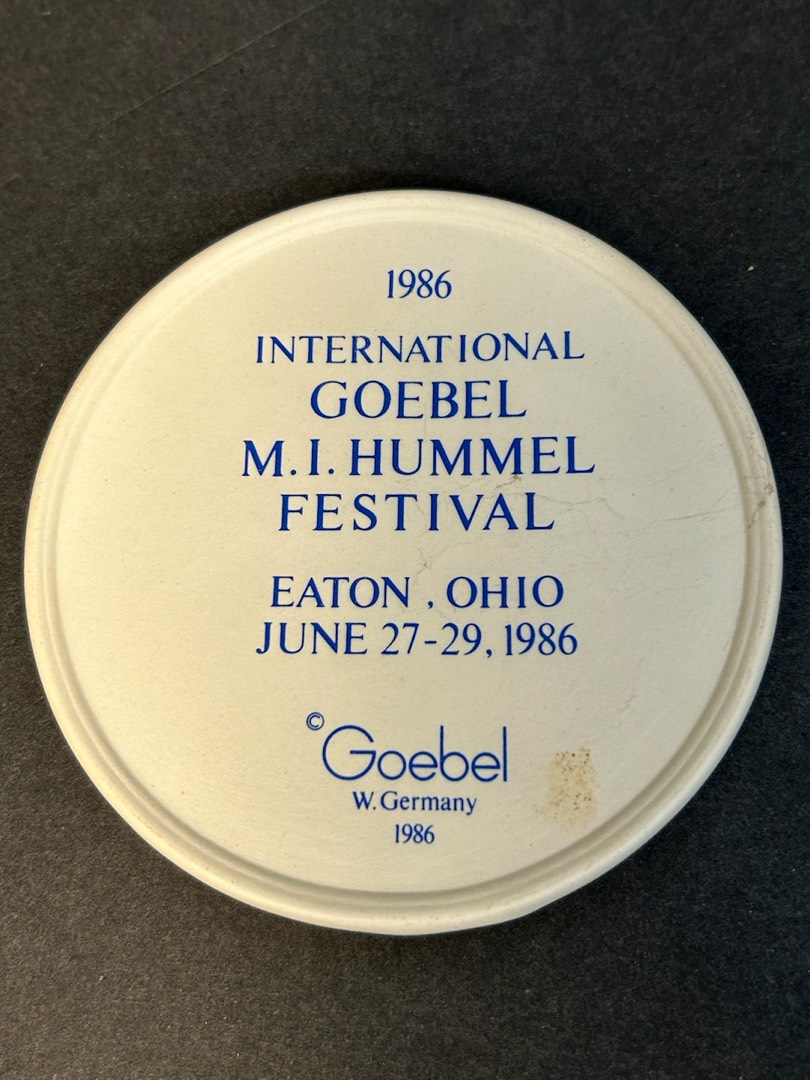 1986
INTERNATIONAL
GOEBEL
M.I. HUMMEL
FESTIVAL
EATON , OHIO
JUNE 27-29, 1986
© Goebel
W. Germany
1986